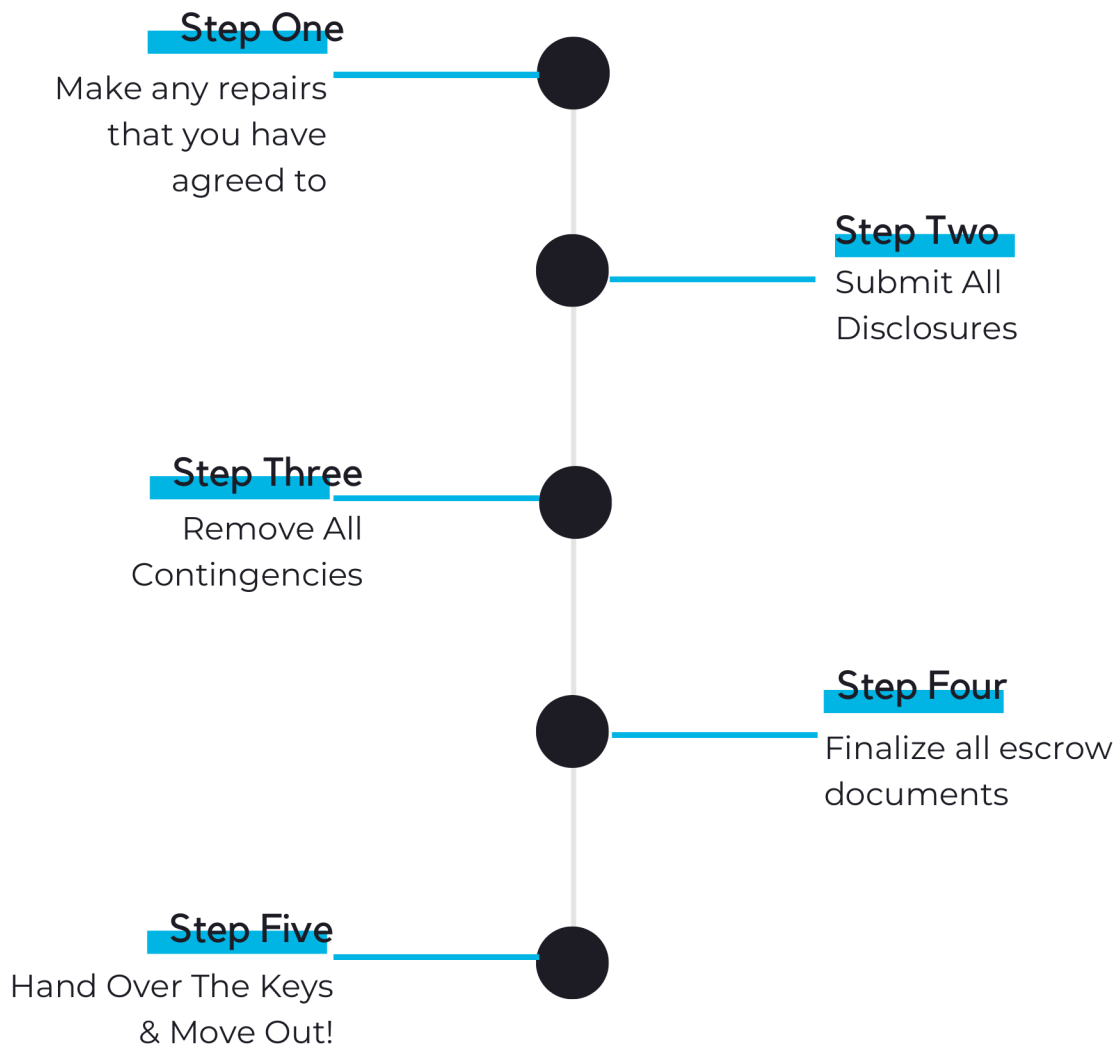 Step One
Make any repairs
that you have
agreed to
Step Two
Submit All
Disclosures
Step Three
Remove All
Contingencies
Step Four
Finalize all escrow
documents
Step Five
Hand Over The Keys
& Move Out!